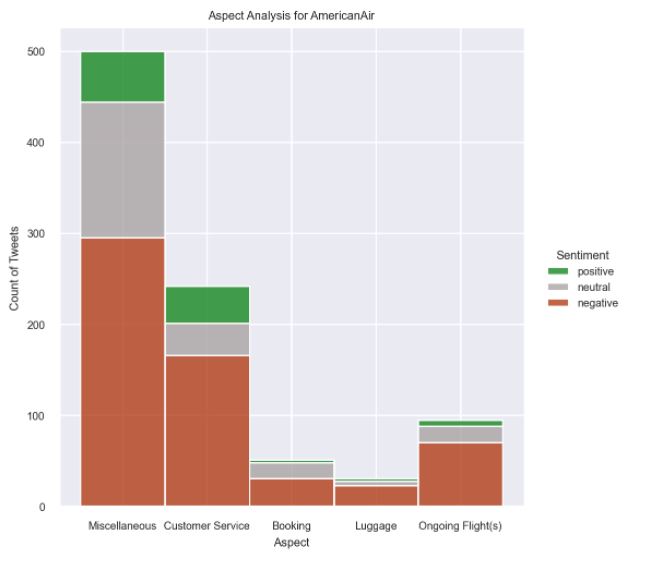 Aspect Analysis for AmericanAir
500
400
300
200
100
0
Count of Tweets
Miscellaneous Customer Service Booking Luggage Ongoing Flight(s)
Aspect
Sentiment
positive
neutral
negative